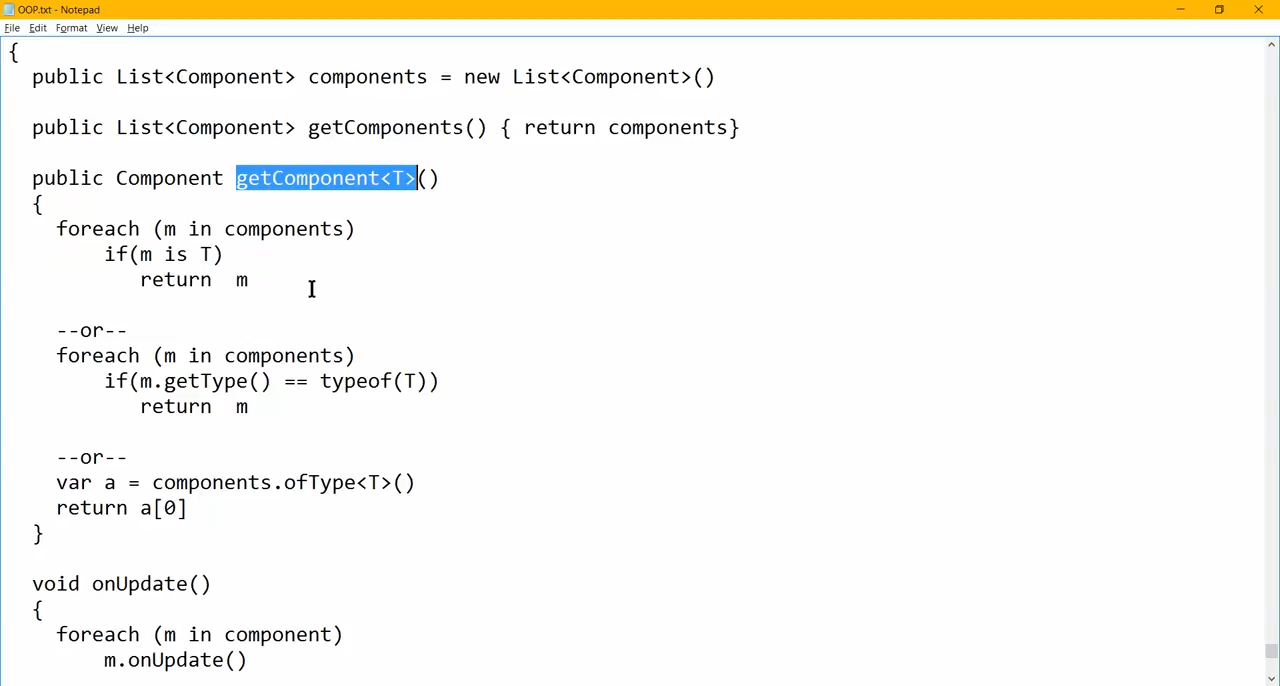 OOP.txt - Notepad
File Edit Format View Help
{
public List<Component> components = new List<Component>()
public List<Component> getComponents() { return components}
public Component getComponent<T>()
{
foreach (m in components)
if(m is T)
return  m
--or--
foreach (m in components)
if(m.getType() == typeof(T))
return  m
--or--
var a = components.ofType<T>()
return a[0]
}
void onUpdate()
{
foreach (m in component)
m.onUpdate()